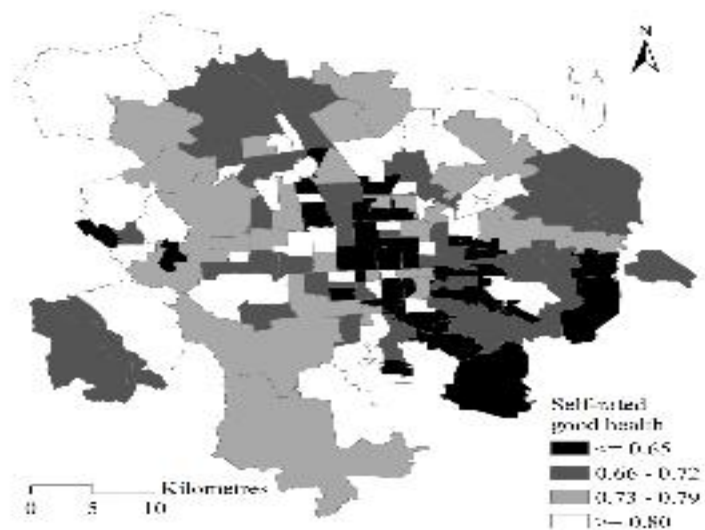 N
Self-rated
good health
<= 0.65
0.66 - 0.72
0.73 - 0.79
>= 0.80
Kilometres
0 5 10